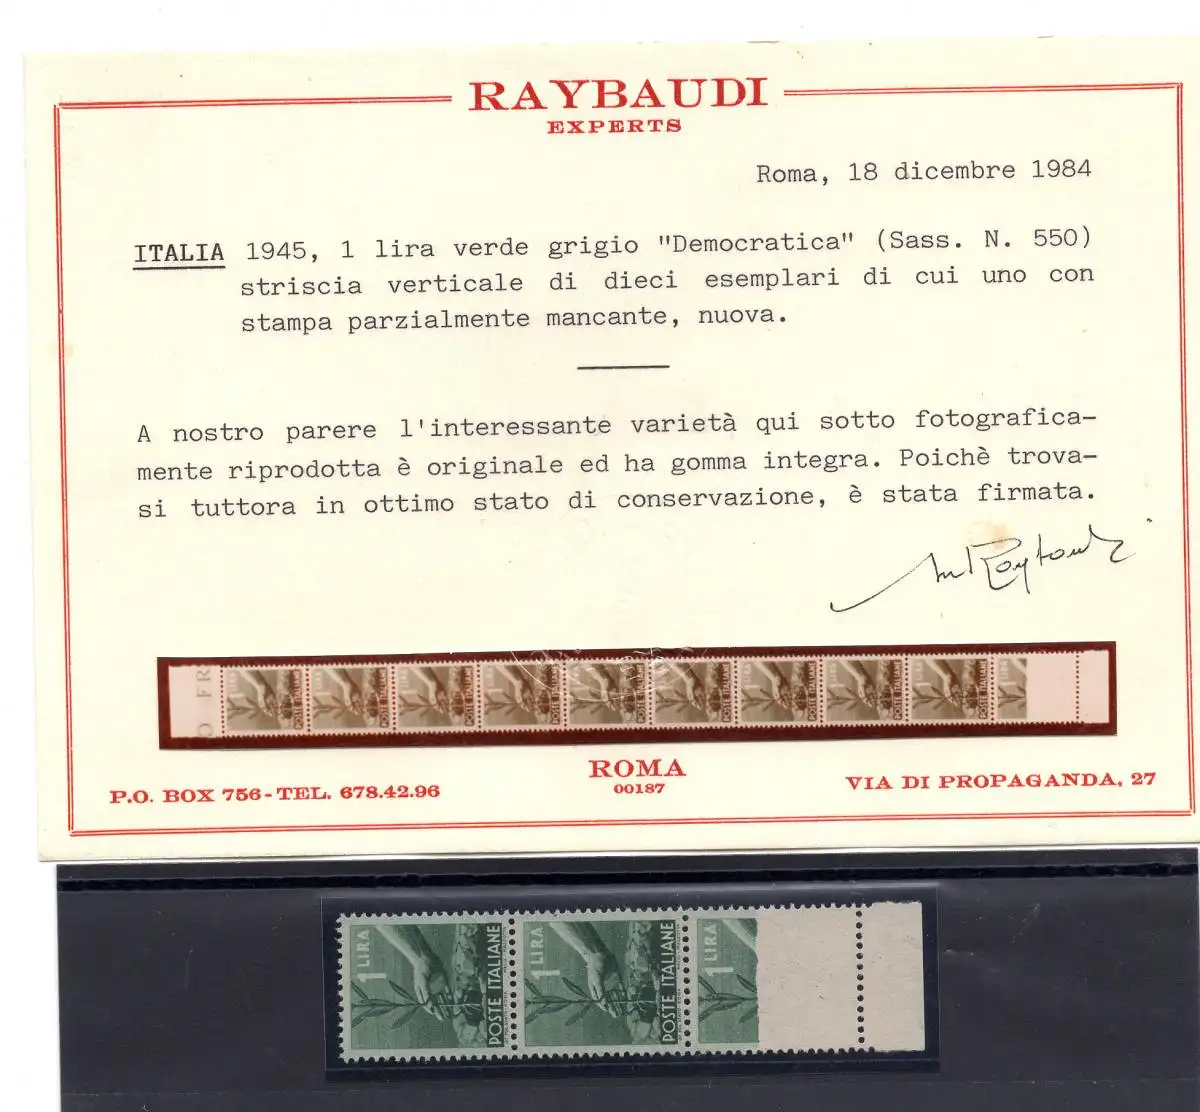 RAYBAUDI
EXPERTS
Roma, 18 dicembre 1984
ITALIA 1945, 1 lira verde grigio "Democratica" (Sass. N. 550)
striscia verticale di dieci esemplari di cui uno con
stampa parzialmente mancante, nuova.
A nostro parere l'interessante varietà qui sotto fotografica-
mente riprodotta è originale ed ha gomma integra. Poichè trova-
si tuttora in ottimo stato di conservazione, è stata firmata.
O FR
P.O. BOX 756-TEL. 678.42.96
ROMA
00187
VIA DI PROPAGANDA, 27
1 LIRA
POSTE ITALIANE
1 LIRA
POSTE ITALIANE
1 LIRA